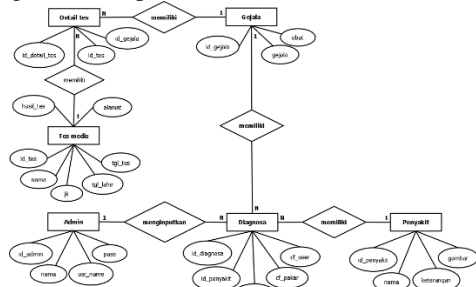 Detail tes
N
memiliki
1
Gejala
id_detail_tes
N
id_tes
id_gejala
id_gejala
1
gejala
obat
memiliki
hasil_tes
alamat
1
Tes medis
memiliki
id_tes
nama
jk
tgl_lahir
tgl_tes
N
Admin
1
menginputkan
N
Diagnosa
N
memiliki
1
Penyakit
id_admin
nama
usr_name
pass
id_diagnosa
id_penyakit
cf_pakar
cf_user
id_penyakit
nama
keterangan
gambar